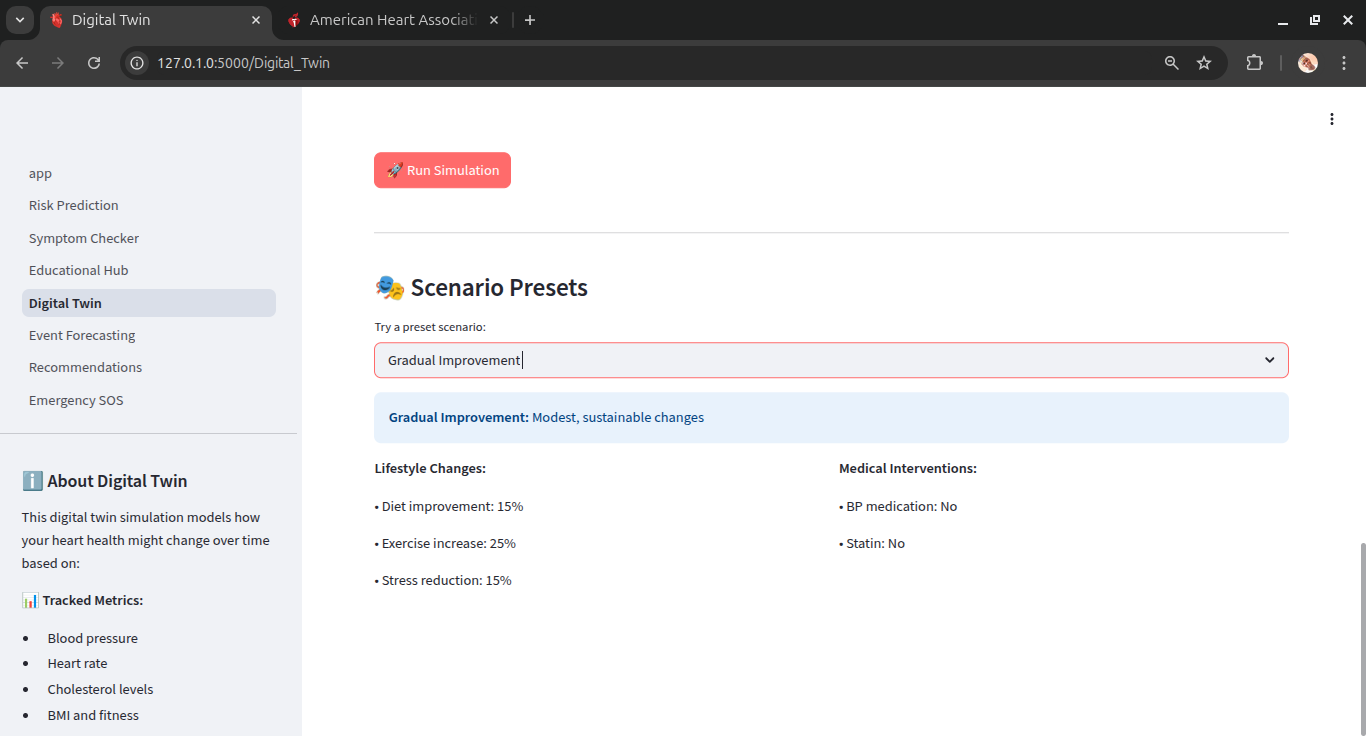 Digital Twin
American Heart Associat
127.0.1.0:5000/Digital_Twin
app
Risk Prediction
Symptom Checker
Educational Hub
Digital Twin
Event Forecasting
Recommendations
Emergency SOS
ℹ️ About Digital Twin
This digital twin simulation models how
your heart health might change over time
based on:
📊 Tracked Metrics:
• Blood pressure
• Heart rate
• Cholesterol levels
• BMI and fitness
🚀 Run Simulation
🎭 Scenario Presets
Try a preset scenario:
Gradual Improvement
Gradual Improvement: Modest, sustainable changes
Lifestyle Changes:
• Diet improvement: 15%
• Exercise increase: 25%
• Stress reduction: 15%
Medical Interventions:
• BP medication: No
• Statin: No